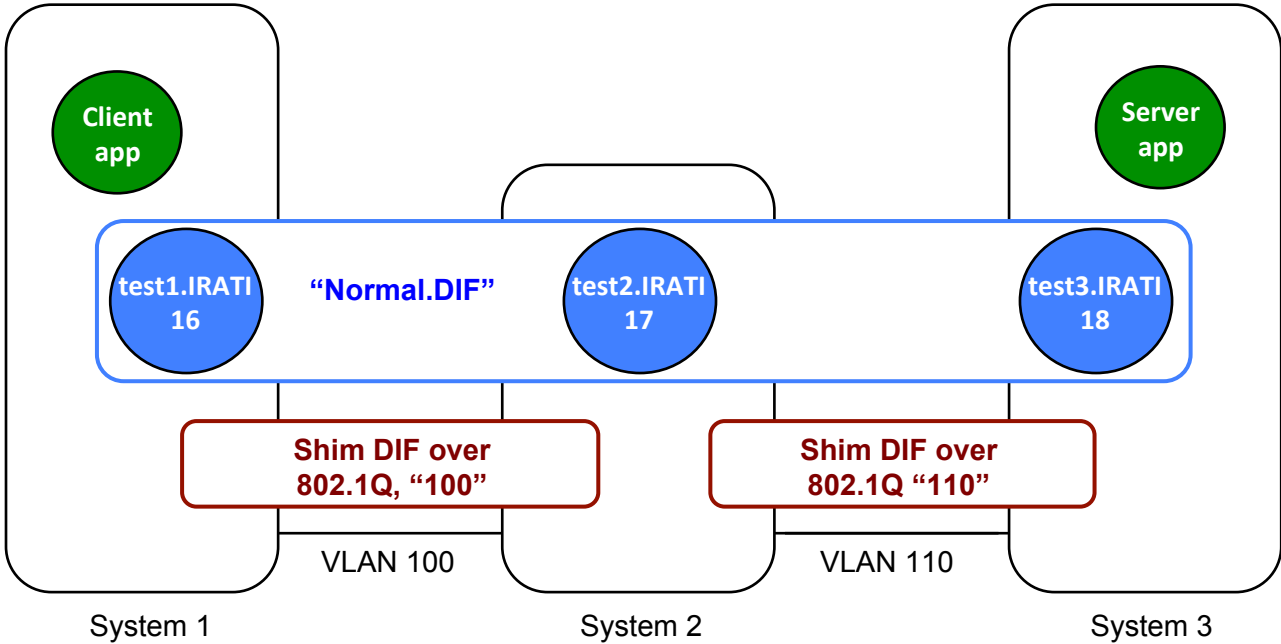 Client
app
Server
app
test1.IRATI
16
“Normal.DIF”
test2.IRATI
17
test3.IRATI
18
Shim DIF over
802.1Q, “100”
Shim DIF over
802.1Q “110”
VLAN 100
VLAN 110
System 1
System 2
System 3